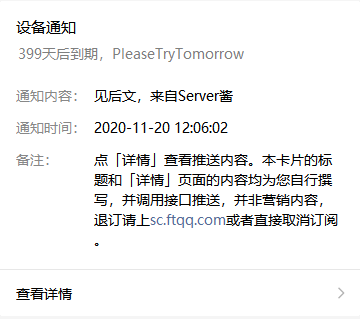 设备通知
399天后到期，PleaseTryTomorrow
通知内容： 见后文，来自Server酱
通知时间： 2020-11-20 12:06:02
备注： 点「详情」查看推送内容。本卡片的标
题和「详情」页面的内容均为您自行撰
写，并调用接口推送，并非营销内容，
退订请上sc.ftqq.com或者直接取消订阅
。
查看详情